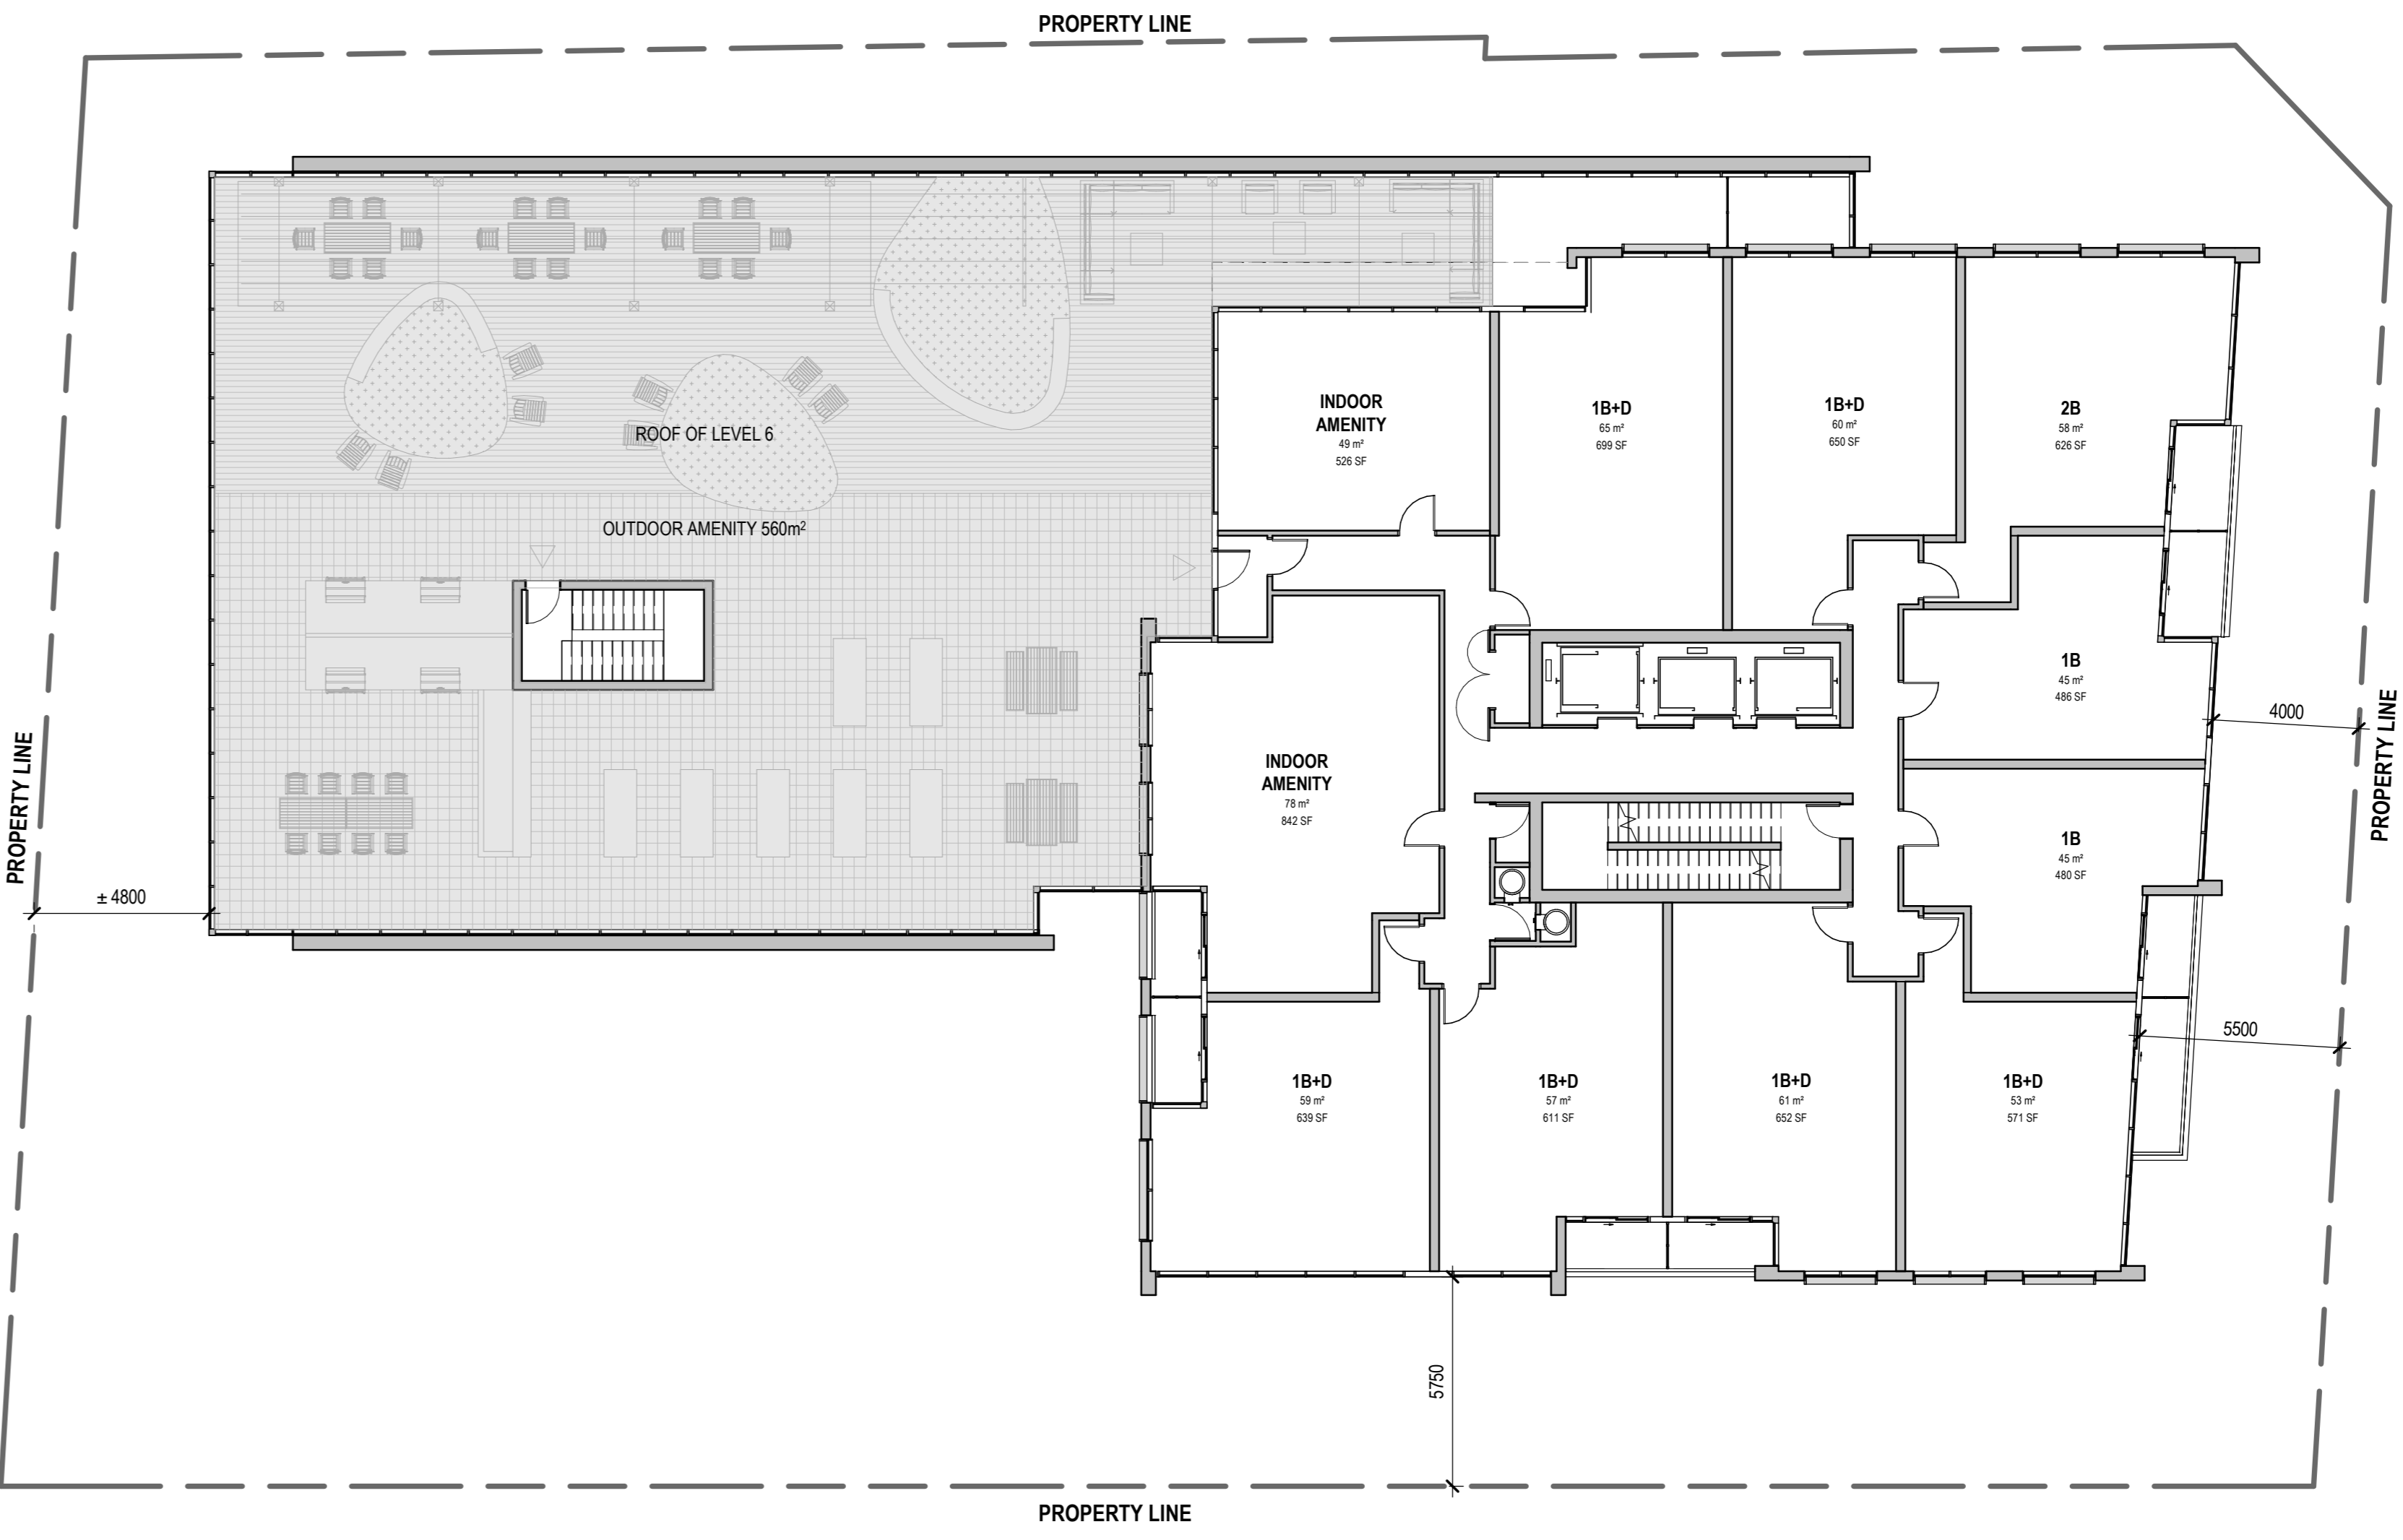 PROPERTY LINE
INDOOR
AMENITY
49 m²
526 SF
1B+D
65 m²
699 SF
1B+D
60 m²
650 SF
2B
58 m²
626 SF
ROOF OF LEVEL 6
OUTDOOR AMENITY 560m²
1B
45 m²
486 SF
4000
PROPERTY LINE
PROPERTY LINE
INDOOR
AMENITY
78 m²
842 SF
1B
45 m²
480 SF
± 4800
5500
1B+D
59 m²
639 SF
1B+D
57 m²
611 SF
1B+D
61 m²
652 SF
1B+D
53 m²
571 SF
5750
PROPERTY LINE